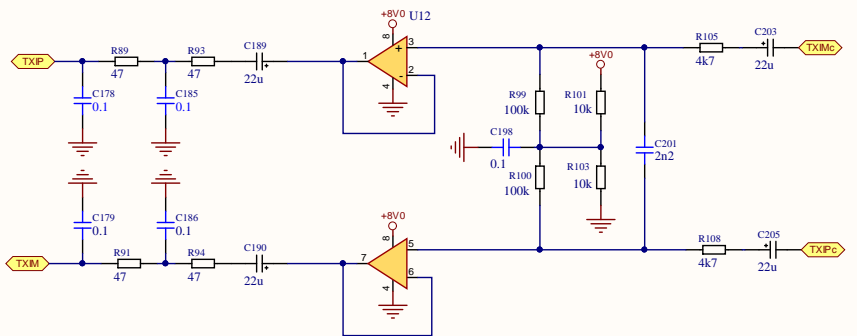 +8V0 U12
TXIP
R89
47
R93
47
C189
22u
1
8
+
3
-
2
4
R105
4k7
C203
22u
TXIMc
C178
0.1
C185
0.1
+8V0
R99
100k
R101
10k
C198
0.1
R100
100k
R103
10k
C201
2n2
C179
0.1
C186
0.1
+8V0
TXIM
R91
47
R94
47
C190
22u
7
8
5
6
4
R108
4k7
C205
22u
TXIPc